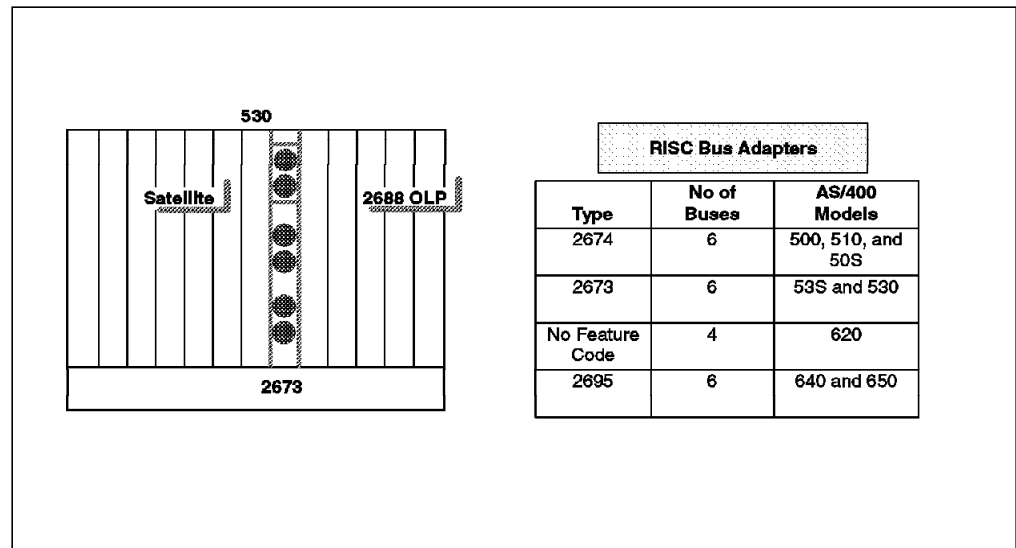 530
Satellite
2688 OLP
2673
RISC Bus Adapters
Type
No of
Buses
AS/400
Models
2674
6
500, 510, and
50S
2673
6
53S and 530
No Feature
Code
4
620
2695
6
640 and 650